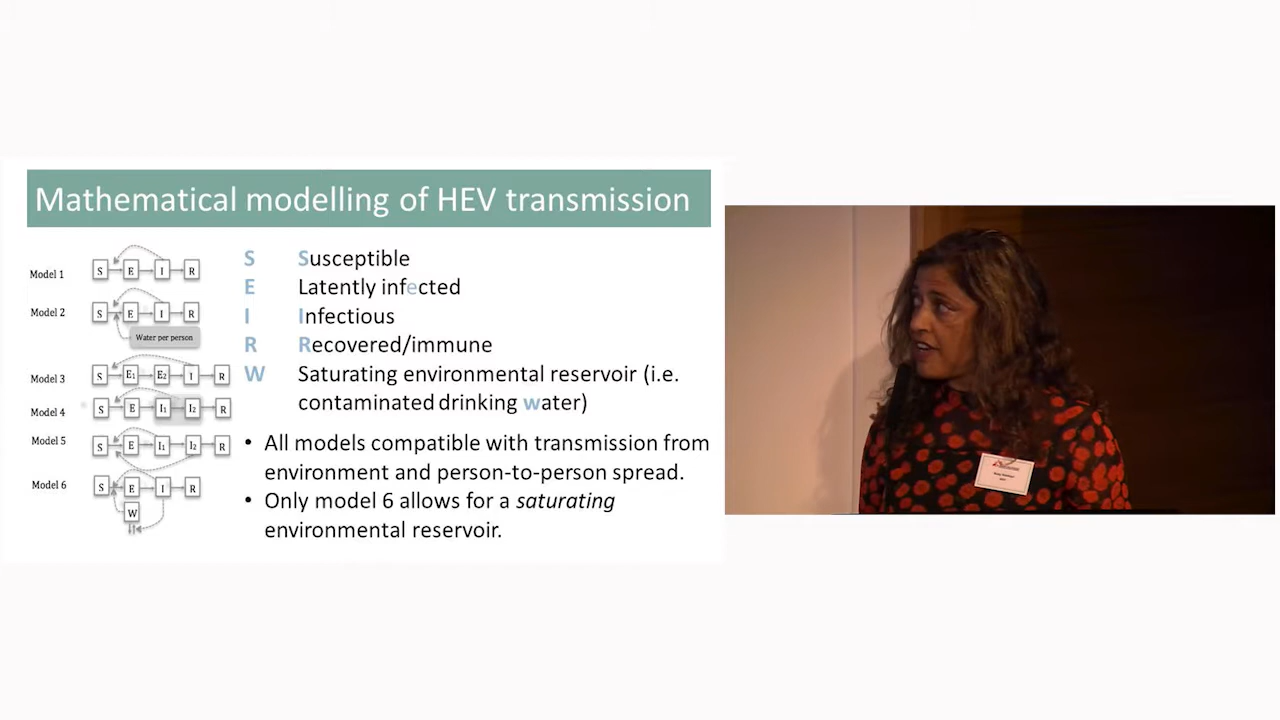 Mathematical modelling of HEV transmission
Model 1 S E I R
Model 2 S E I R
Water per person
Model 3 S E₁ E₂ I R
Model 4 S E I₁ I₂ R
Model 5 S E I₁ I₂ R
Model 6 S E I R
W
S Susceptible
E Latently infected
I Infectious
R Recovered/immune
W Saturating environmental reservoir (i.e.
contaminated drinking water)
• All models compatible with transmission from
environment and person-to-person spread.
• Only model 6 allows for a saturating
environmental reservoir.